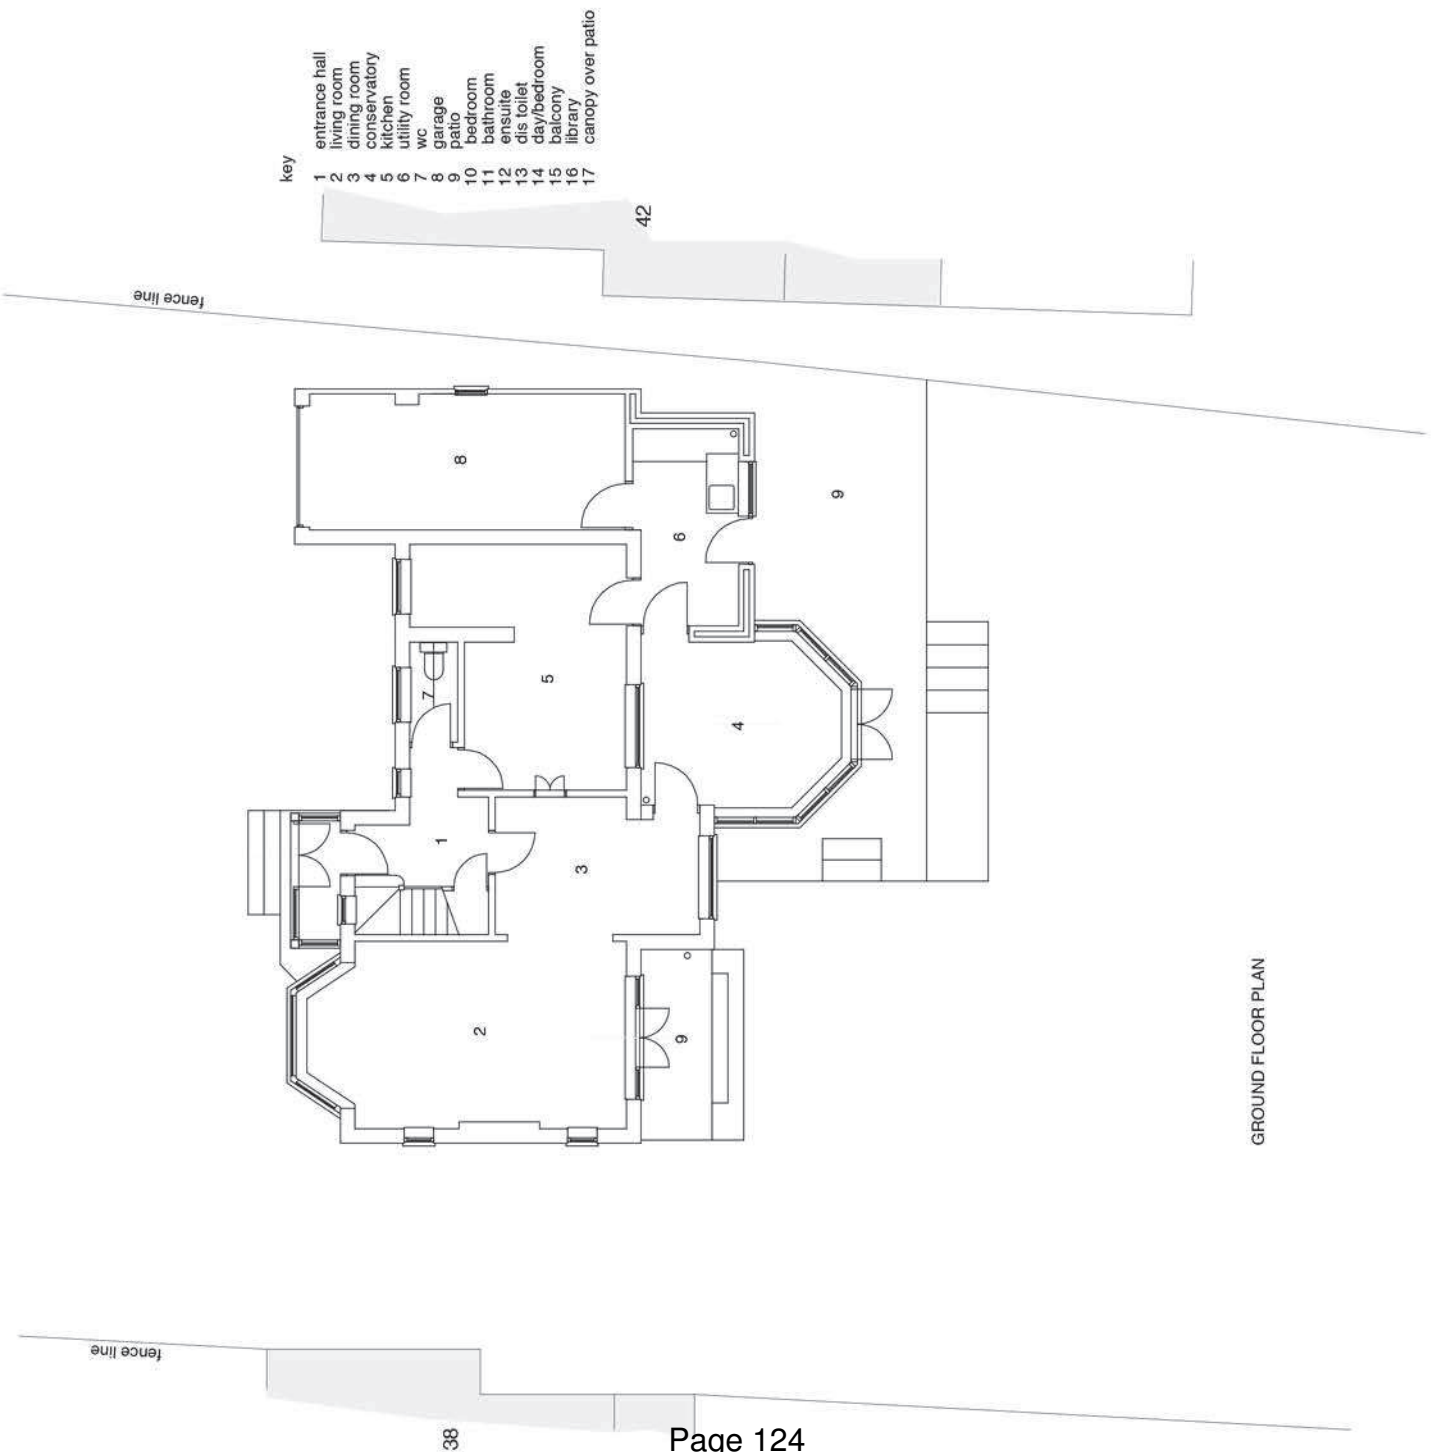 key
1 entrance hall
2 living room
3 dining room
4 conservatory
5 kitchen
6 utility room
7 wc
8 garage
9 patio
10 bedroom
11 bathroom
12 ensuite
13 dis toilet
14 day/bedroom
15 balcony
16 library
17 canopy over patio
42
fence line
8
9
6
7
5
4
1
3
2
9
GROUND FLOOR PLAN
fence line
38
Page 124